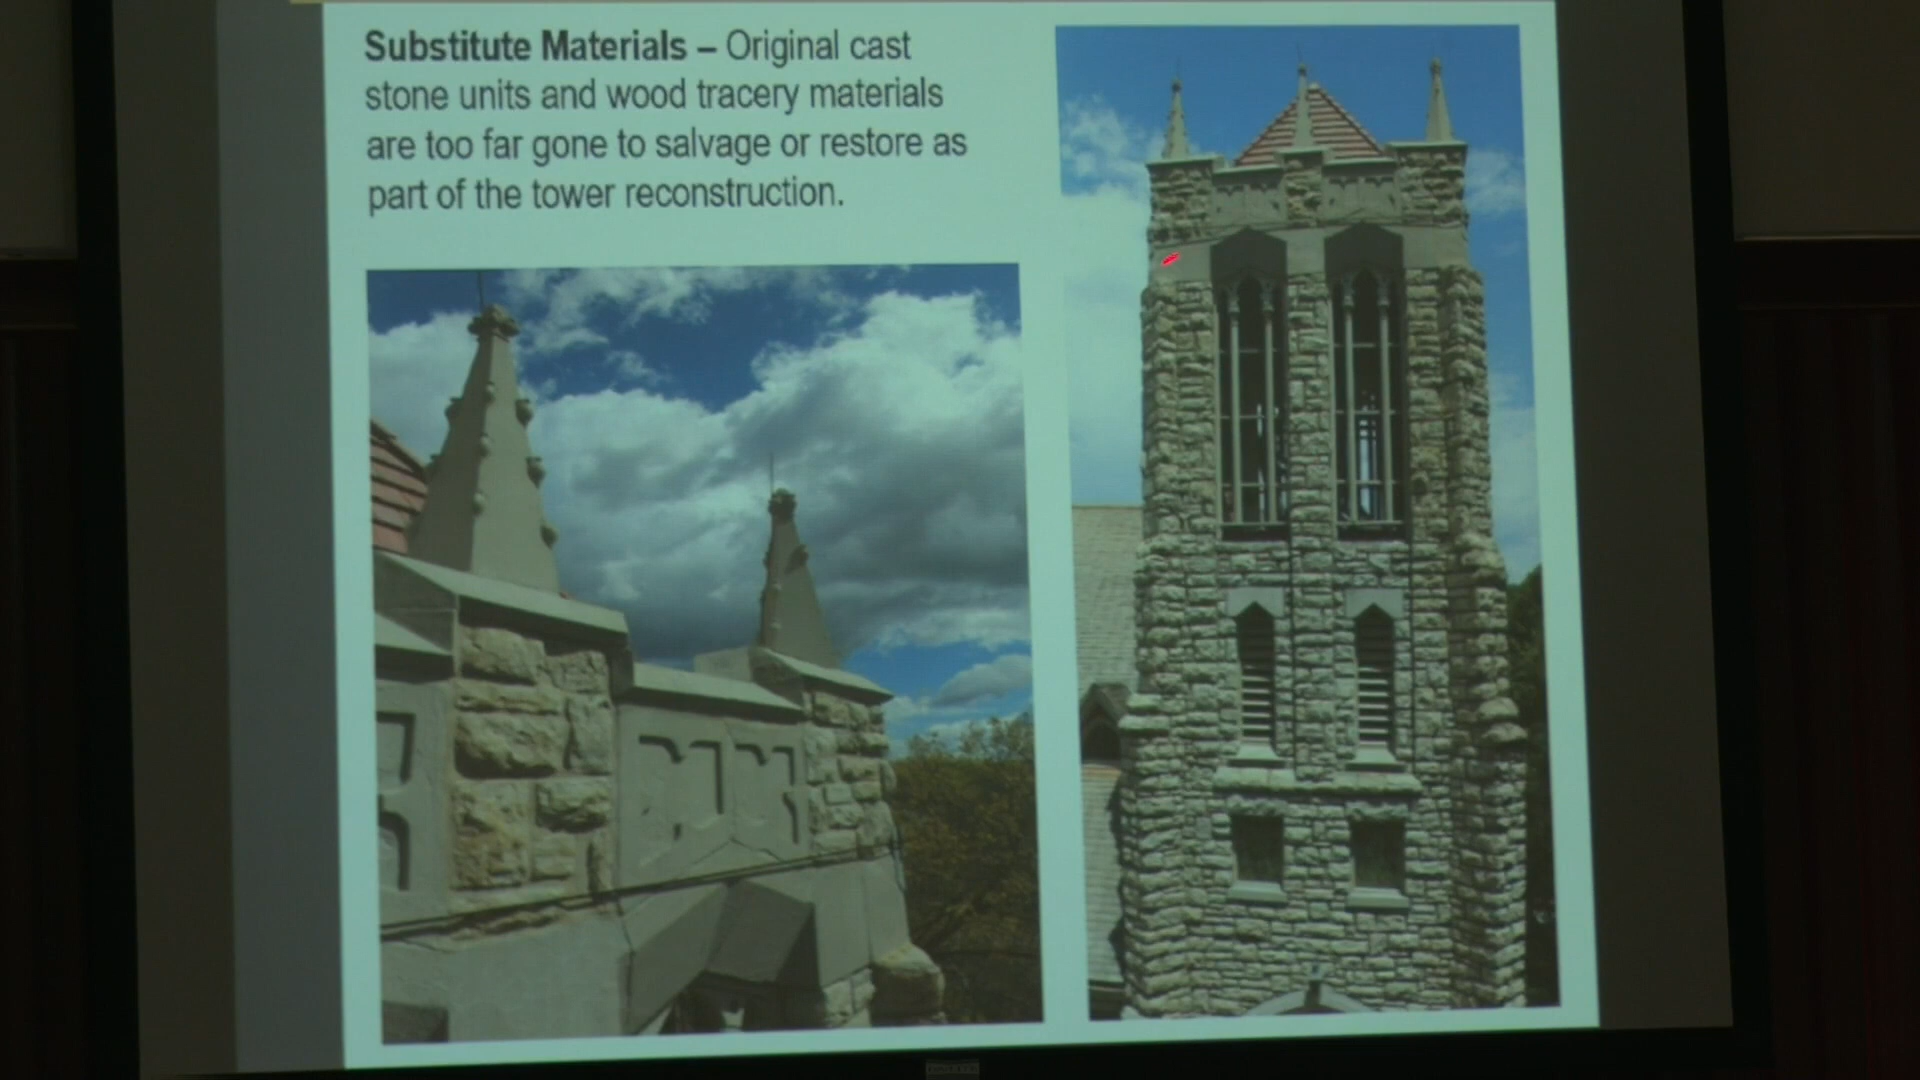 Substitute Materials – Original cast
stone units and wood tracery materials
are too far gone to salvage or restore as
part of the tower reconstruction.